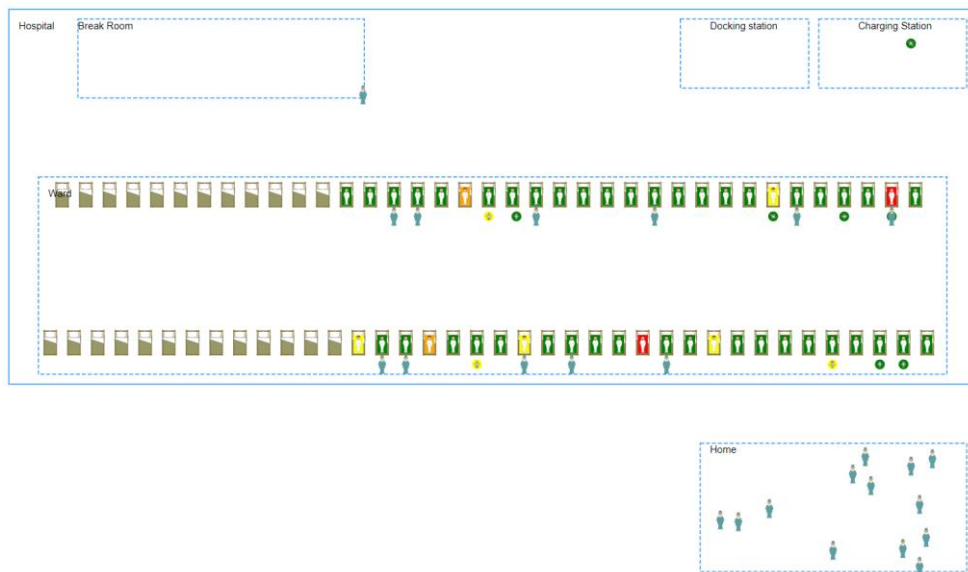 Hospital
Break Room
Docking station
Charging Station
Ward
Home